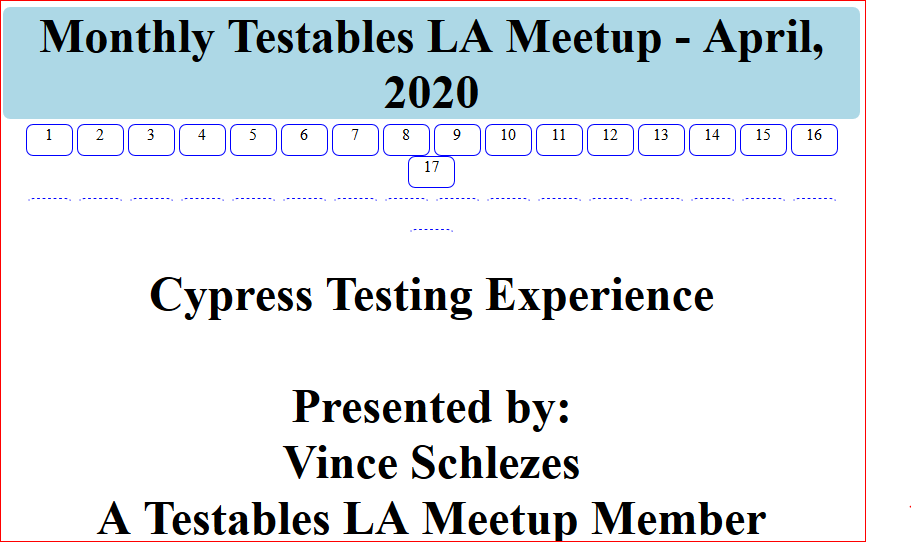 Monthly Testables LA Meetup - April,
2020
1 2 3 4 5 6 7 8 9 10 11 12 13 14 15 16
17
Cypress Testing Experience
Presented by:
Vince Schlezes
A Testables LA Meetup Member